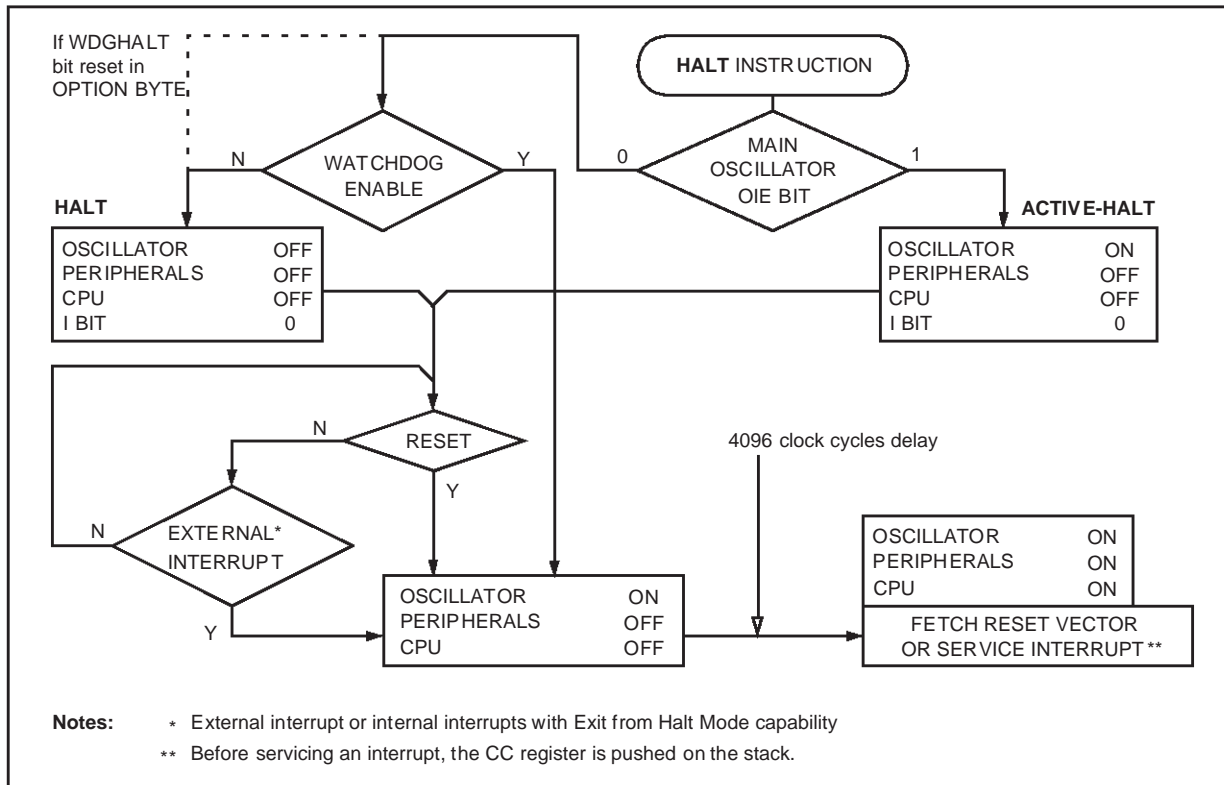 If WDGHALT
bit reset in
OPTION BYTE
HALT INSTRUCTION
MAIN
OSCILLATOR
OIE BIT
0
1
WATCHDOG
ENABLE
N
Y
HALT
OSCILLATOR OFF
PERIPHERALS OFF
CPU OFF
I BIT 0
ACTIVE-HALT
OSCILLATOR ON
PERIPHERALS OFF
CPU OFF
I BIT 0
RESET
N
Y
EXTERNAL*
INTERRUPT
N
Y
OSCILLATOR ON
PERIPHERALS OFF
CPU OFF
4096 clock cycles delay
OSCILLATOR ON
PERIPHERALS ON
CPU ON
FETCH RESET VECTOR
OR SERVICE INTERRUPT**
Notes: * External interrupt or internal interrupts with Exit from Halt Mode capability
** Before servicing an interrupt, the CC register is pushed on the stack.